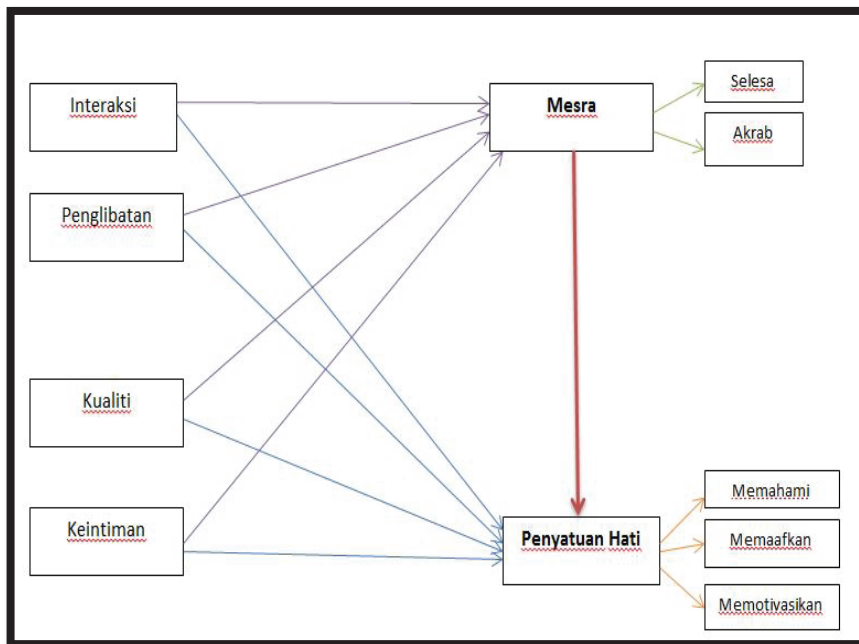 Interaksi
Penglibatan
Kualiti
Keintiman
Mesra
Selesa
Akrab
Penyatuan Hati
Memahami
Memaafkan
Memotivasikan